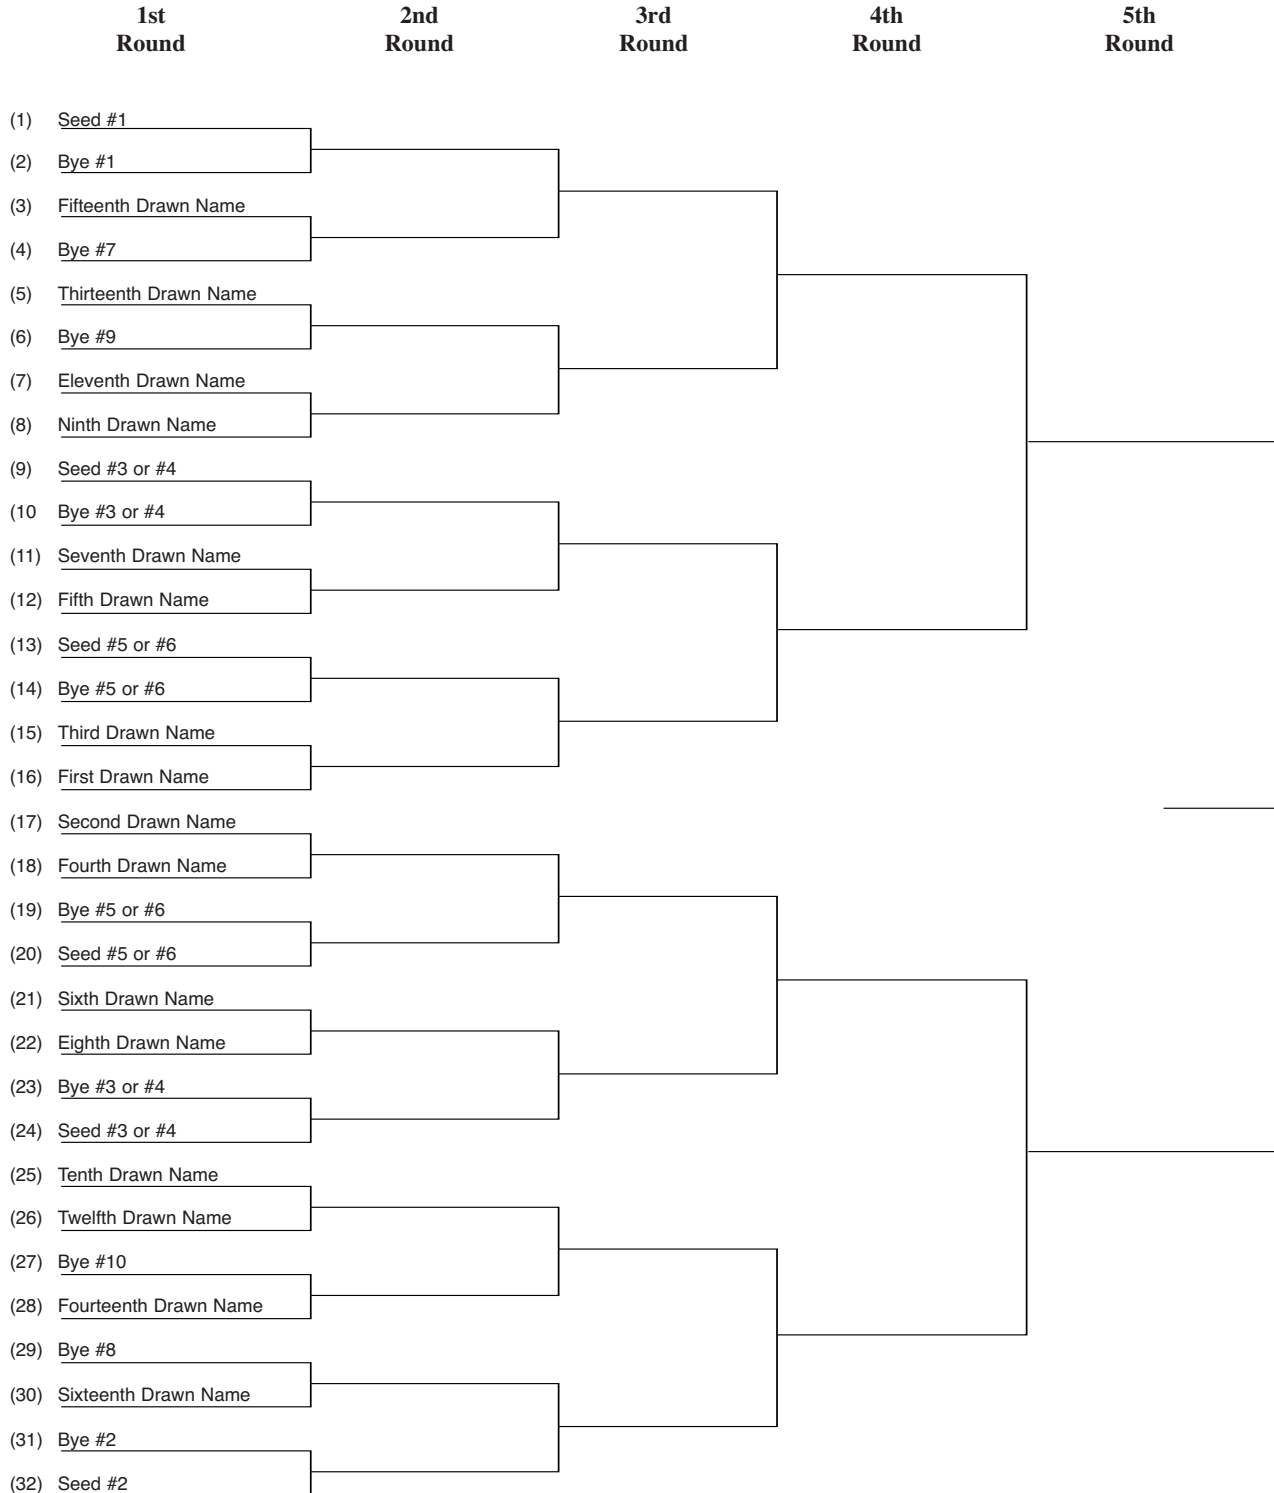 1st Round 2nd Round 3rd Round 4th Round 5th Round
(1) Seed #1
(2) Bye #1
(3) Fifteenth Drawn Name
(4) Bye #7
(5) Thirteenth Drawn Name
(6) Bye #9
(7) Eleventh Drawn Name
(8) Ninth Drawn Name
(9) Seed #3 or #4
(10 Bye #3 or #4
(11) Seventh Drawn Name
(12) Fifth Drawn Name
(13) Seed #5 or #6
(14) Bye #5 or #6
(15) Third Drawn Name
(16) First Drawn Name
(17) Second Drawn Name
(18) Fourth Drawn Name
(19) Bye #5 or #6
(20) Seed #5 or #6
(21) Sixth Drawn Name
(22) Eighth Drawn Name
(23) Bye #3 or #4
(24) Seed #3 or #4
(25) Tenth Drawn Name
(26) Twelfth Drawn Name
(27) Bye #10
(28) Fourteenth Drawn Name
(29) Bye #8
(30) Sixteenth Drawn Name
(31) Bye #2
(32) Seed #2